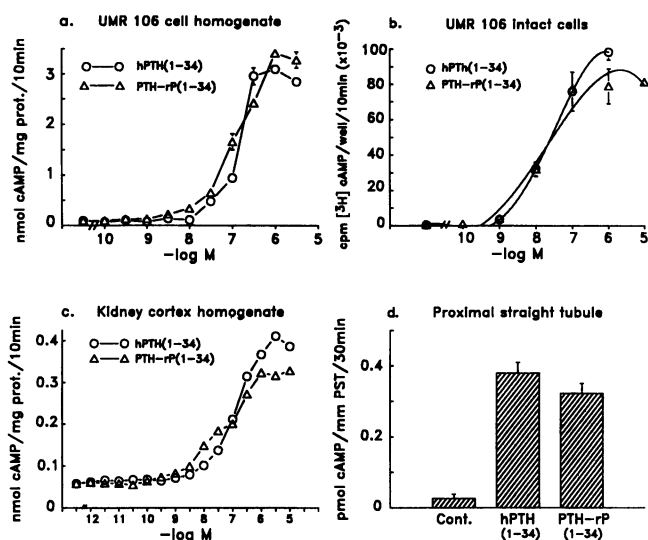 a. UMR 106 cell homogenate
nmol cAMP/mg prot./10min
4
3
2
1
0
hPTH(1-34)
PTH-rP(1-34)
10 9 8 7 6 5
-log M
b. UMR 106 intact cells
cpm [³H] cAMP/well/10min (x10⁻³)
100
80
60
40
20
0
hPTh(1-34)
PTH-rP(1-34)
10 9 8 7 6 5
-log M
c. Kidney cortex homogenate
nmol cAMP/mg prot./10min
0.4
0.3
0.2
0.1
0.0
hPTH(1-34)
PTH-rP(1-34)
12 11 10 9 8 7 6 5
-log M
d. Proximal straight tubule
pmol cAMP/mm PST/30min
0.4
0.2
0
Cont. hPTH PTH-rP
(1-34) (1-34)